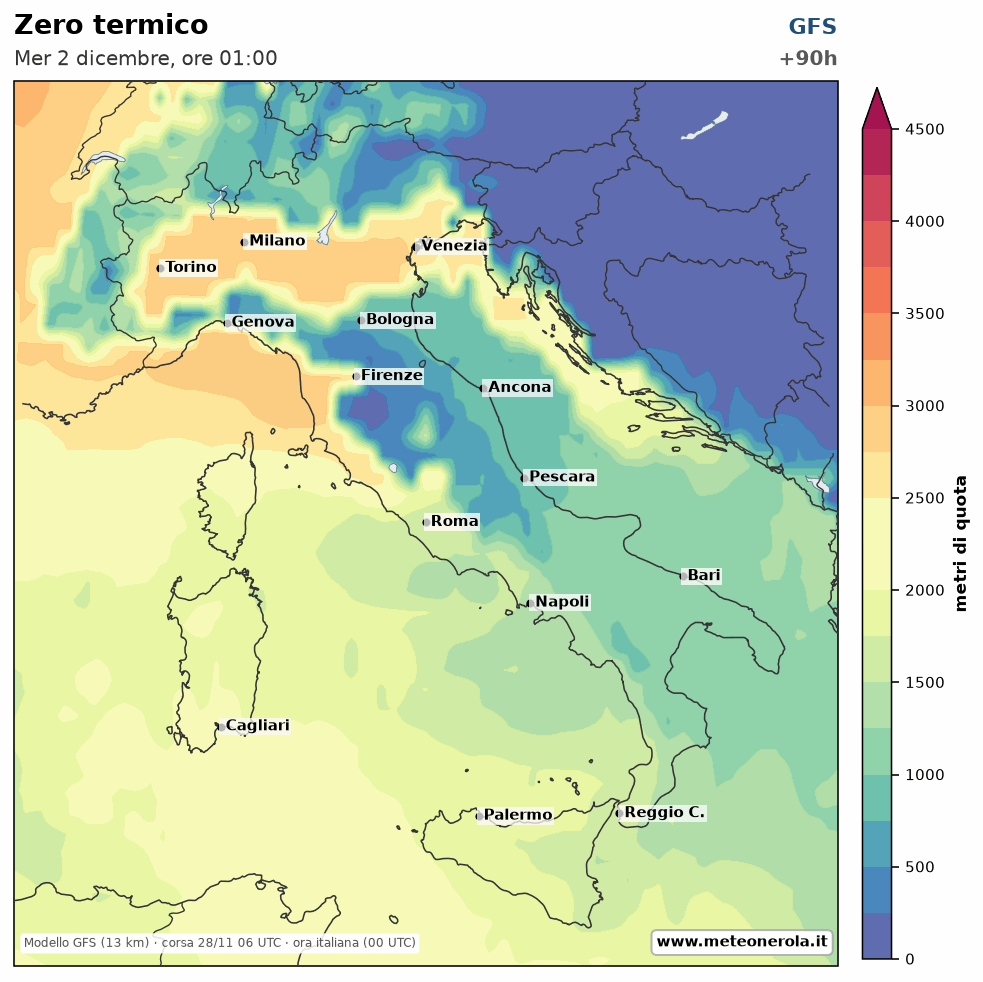 Zero termico
GFS
Mer 2 dicembre, ore 01:00
+90h
Milano
Venezia
Torino
Genova
Bologna
Firenze
Ancona
Pescara
Roma
Bari
Napoli
Cagliari
Palermo
Reggio C.
4500
4000
3500
3000
2500
2000
1500
1000
500
0
metri di quota
Modello GFS (13 km) · corsa 28/11 06 UTC · ora italiana (00 UTC)
www.meteonerola.it